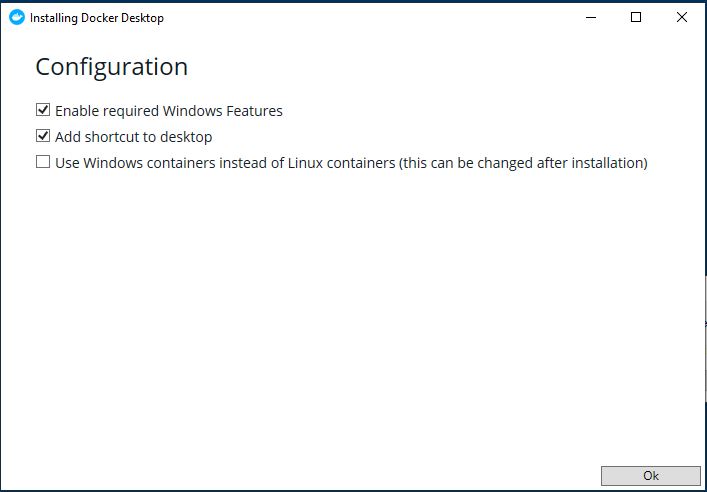 Installing Docker Desktop
Configuration
Enable required Windows Features
Add shortcut to desktop
Use Windows containers instead of Linux containers (this can be changed after installation)
Ok